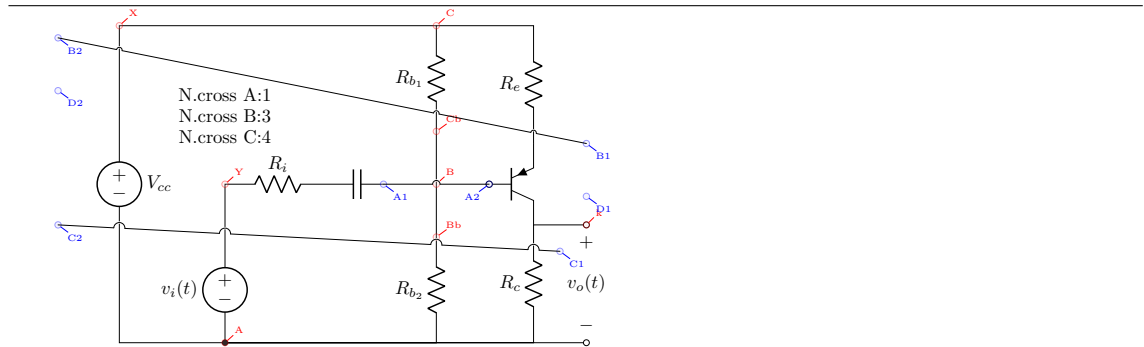 X
C
B2
R_{b_1}
R_e
D2
N.cross A:1
N.cross B:3
N.cross C:4
Cb
B1
R_i
Y
B
V_{cc}
+
−
A1
A2
D1
k
C2
Bb
+
C1
v_i(t)
+
−
R_{b_2}
R_c
v_o(t)
A
−